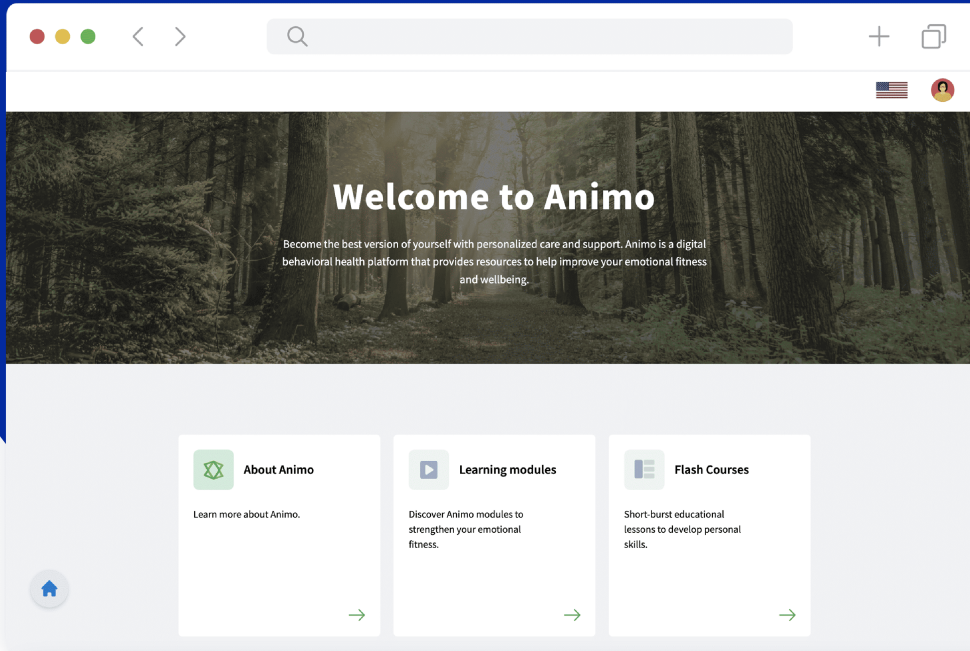 Welcome to Animo
Become the best version of yourself with personalized care and support. Animo is a digital
behavioral health platform that provides resources to help improve your emotional fitness
and wellbeing.
About Animo
Learn more about Animo.
Learning modules
Discover Animo modules to
strengthen your emotional
fitness.
Flash Courses
Short-burst educational
lessons to develop personal
skills.